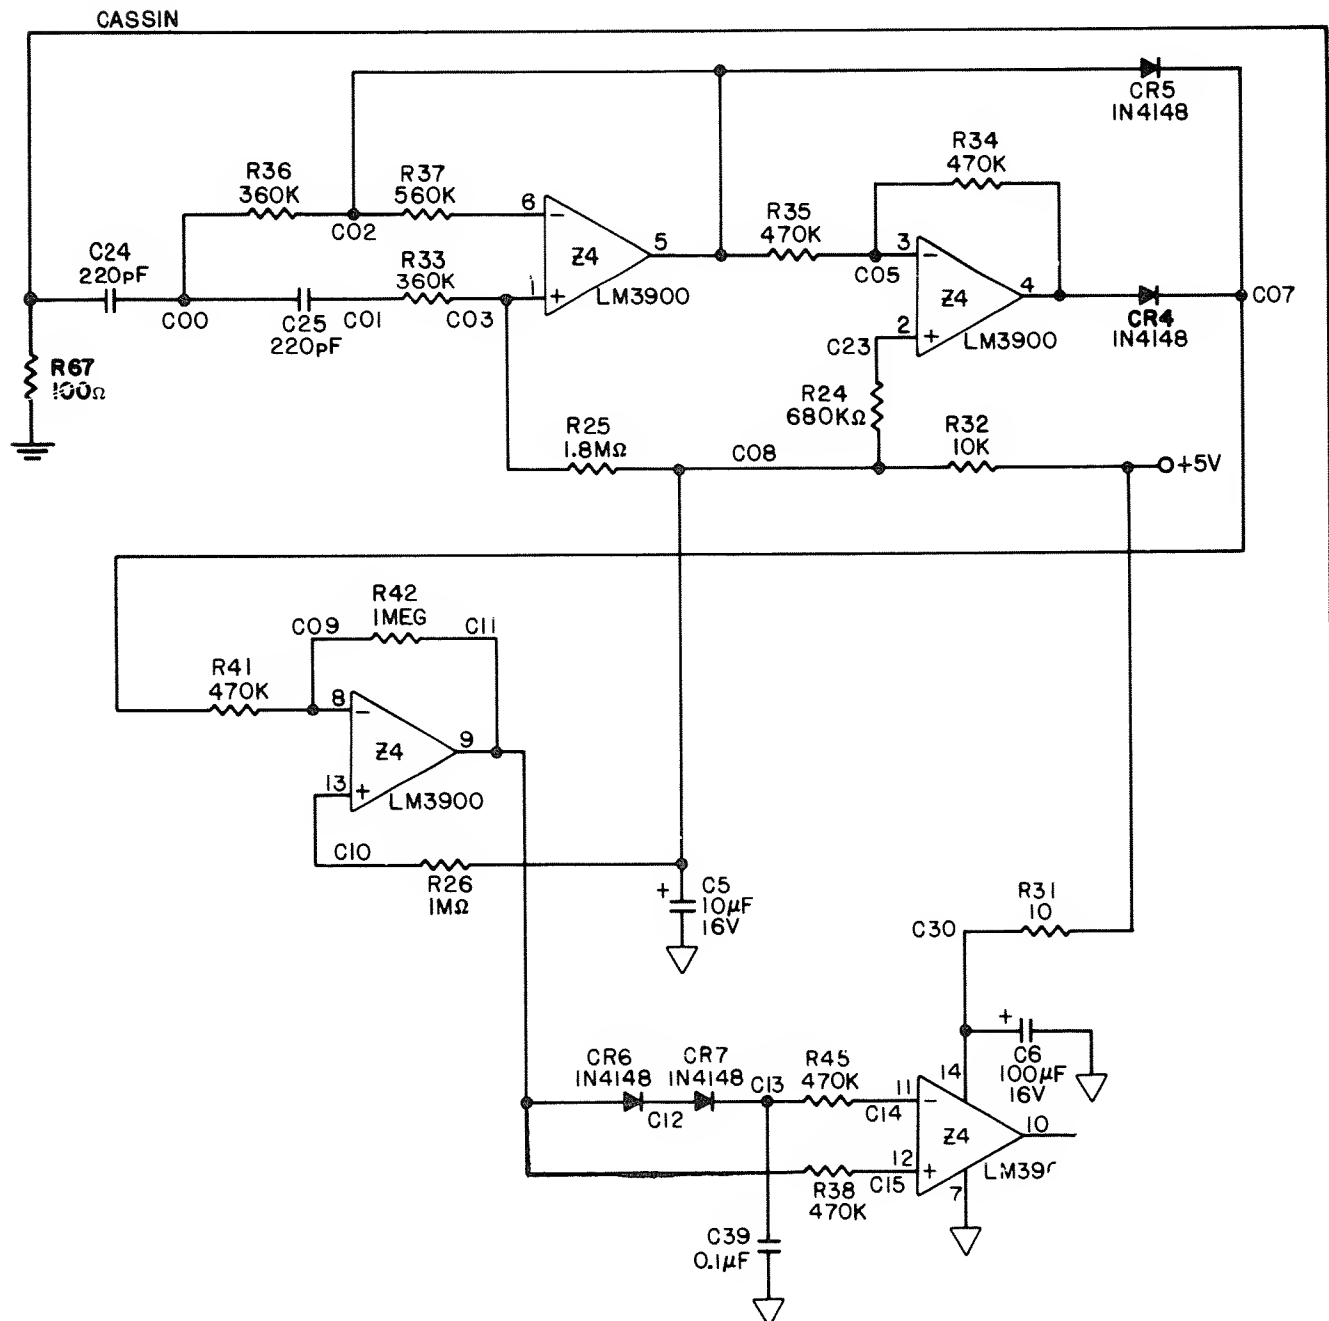 CASSIN
CR5
1N4148
R36
360K
R37
560K
R34
470K
6
−
C02
R35
470K
5
Z4
LM3900
3
−
C05
C24
220pF
R33
360K
1
+
4
Z4
C07
C00
C25
220pF
C01
C03
CR4
1N4148
2
+
LM3900
C23
R67
100Ω
R24
680KΩ
R25
1.8MΩ
C08
R32
10K
+5V
R42
1MEG
C09
C11
R41
470K
8
−
9
Z4
13
+
LM3900
C10
R26
1MΩ
+
C5
10µF
16V
R31
10
C30
+
C6
100µF
16V
14
CR6
1N4148
CR7
1N4148
C13
R45
470K
11
−
C12
C14
10
Z4
12
+
R38
470K
C15
7
C39
0.1µF